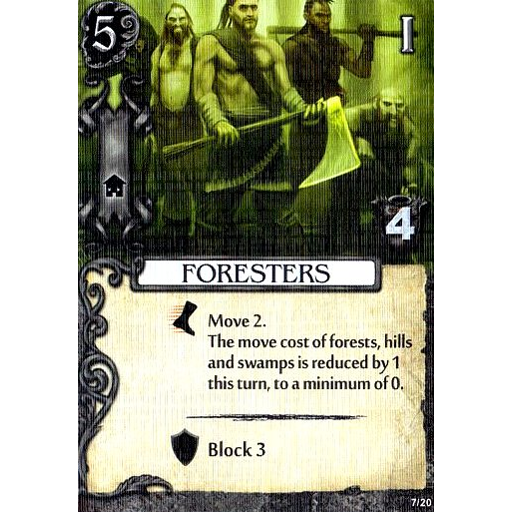 5
I
4
FORESTERS
Move 2.
The move cost of forests, hills
and swamps is reduced by 1
this turn, to a minimum of 0.
Block 3
7/20